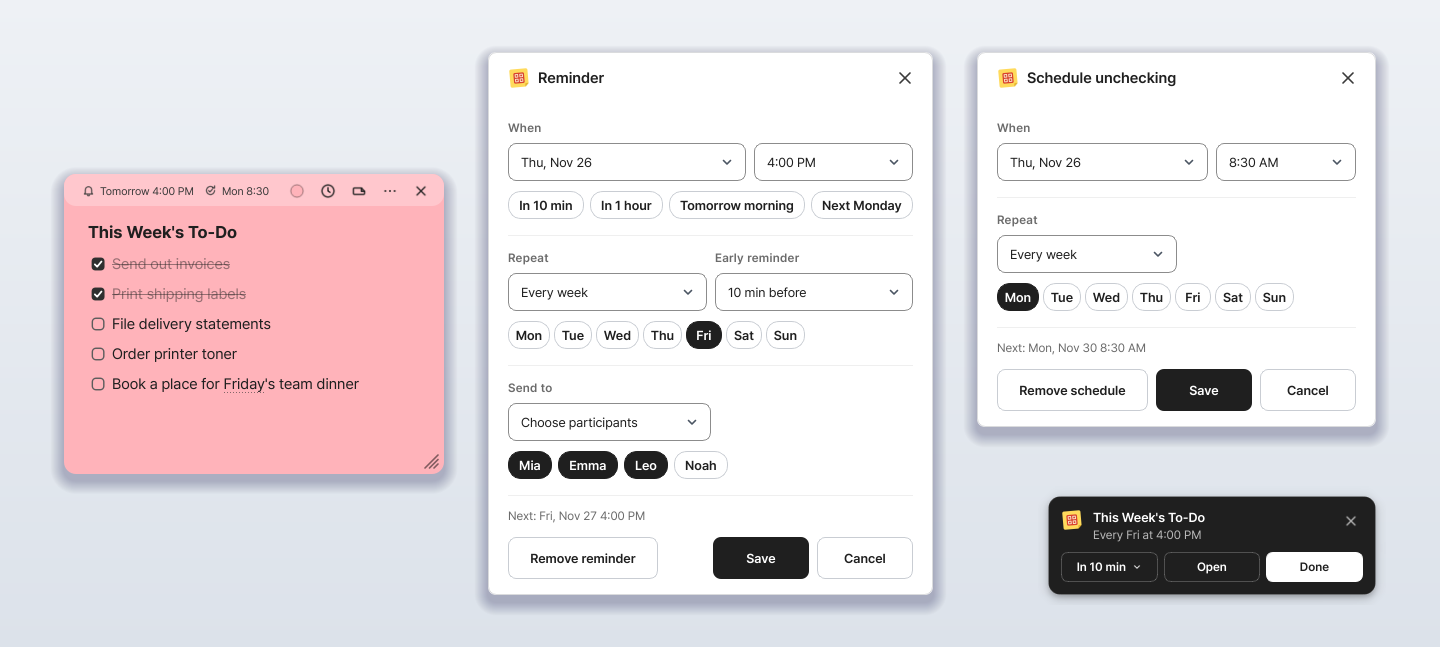 Tomorrow 4:00 PM Mon 8:30
This Week's To-Do
Send out invoices
Print shipping labels
File delivery statements
Order printer toner
Book a place for Friday's team dinner
Reminder
When
Thu, Nov 26 4:00 PM
In 10 min In 1 hour Tomorrow morning Next Monday
Repeat Early reminder
Every week 10 min before
Mon Tue Wed Thu Fri Sat Sun
Send to
Choose participants
Mia Emma Leo Noah
Next: Fri, Nov 27 4:00 PM
Remove reminder Save Cancel
Schedule unchecking
When
Thu, Nov 26 8:30 AM
Repeat
Every week
Mon Tue Wed Thu Fri Sat Sun
Next: Mon, Nov 30 8:30 AM
Remove schedule Save Cancel
This Week's To-Do
Every Fri at 4:00 PM
In 10 min Open Done